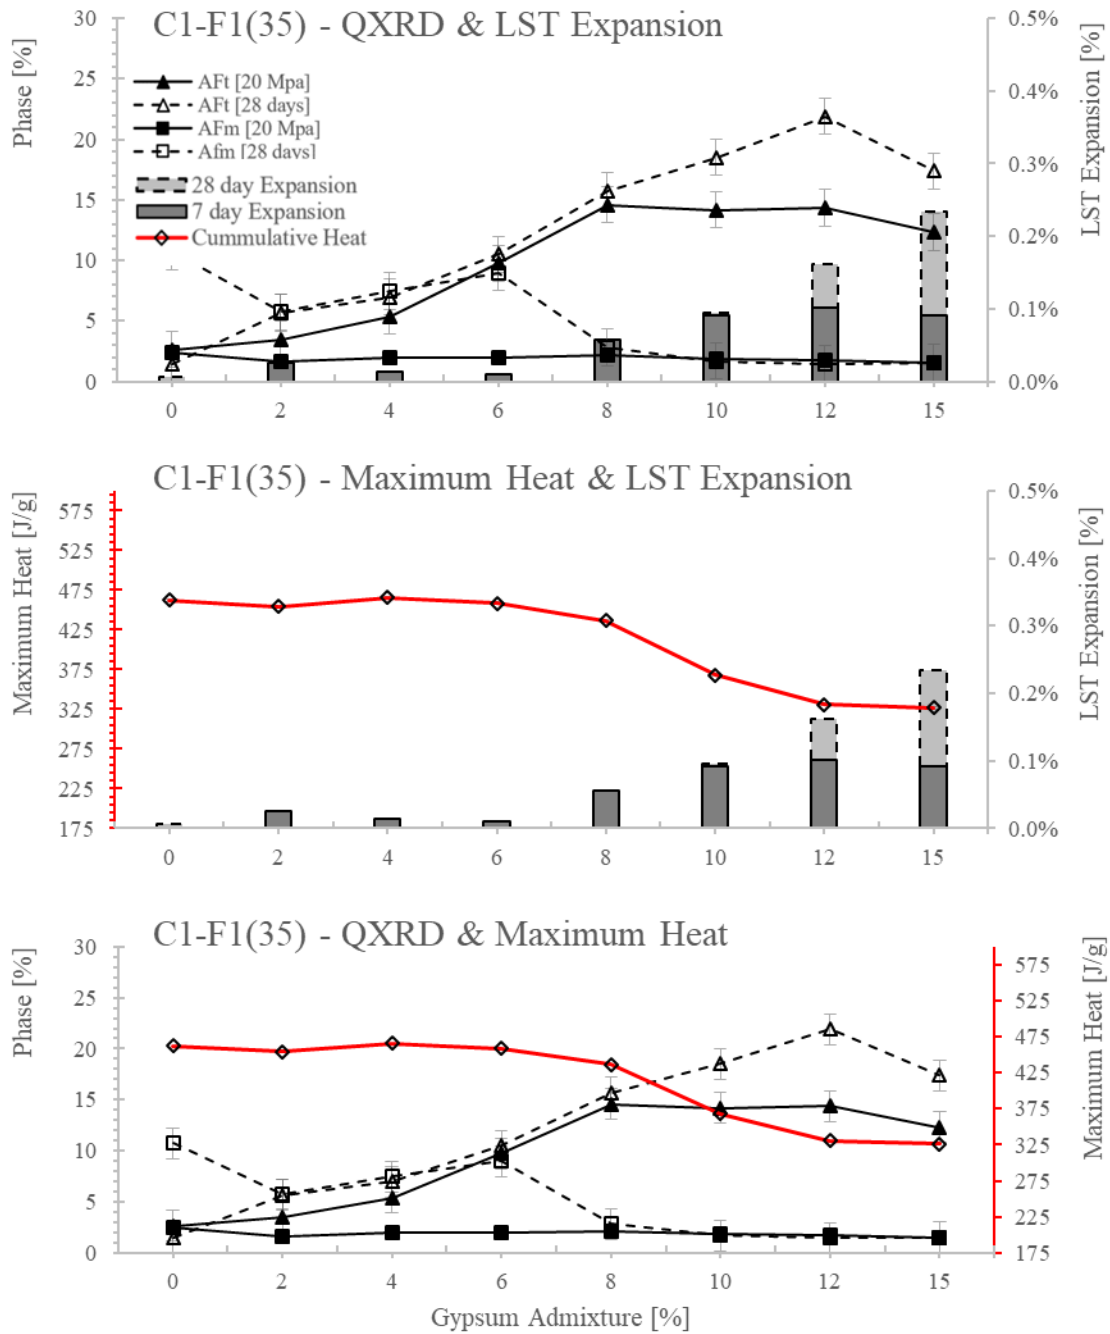 C1-F1(35) - QXRD & LST Expansion
Phase [%]
LST Expansion [%]
30
25
20
15
10
5
0
0.5%
0.4%
0.3%
0.2%
0.1%
0.0%
AFt [20 Mpa]
AFt [28 days]
AFm [20 Mpa]
Afm [28 days]
28 day Expansion
7 day Expansion
Cummulative Heat
0 2 4 6 8 10 12 15
C1-F1(35) - Maximum Heat & LST Expansion
Maximum Heat [J/g]
LST Expansion [%]
575
525
475
425
375
325
275
225
175
0.5%
0.4%
0.3%
0.2%
0.1%
0.0%
0 2 4 6 8 10 12 15
C1-F1(35) - QXRD & Maximum Heat
Phase [%]
Maximum Heat [J/g]
30
25
20
15
10
5
0
575
525
475
425
375
325
275
225
175
0 2 4 6 8 10 12 15
Gypsum Admixture [%]